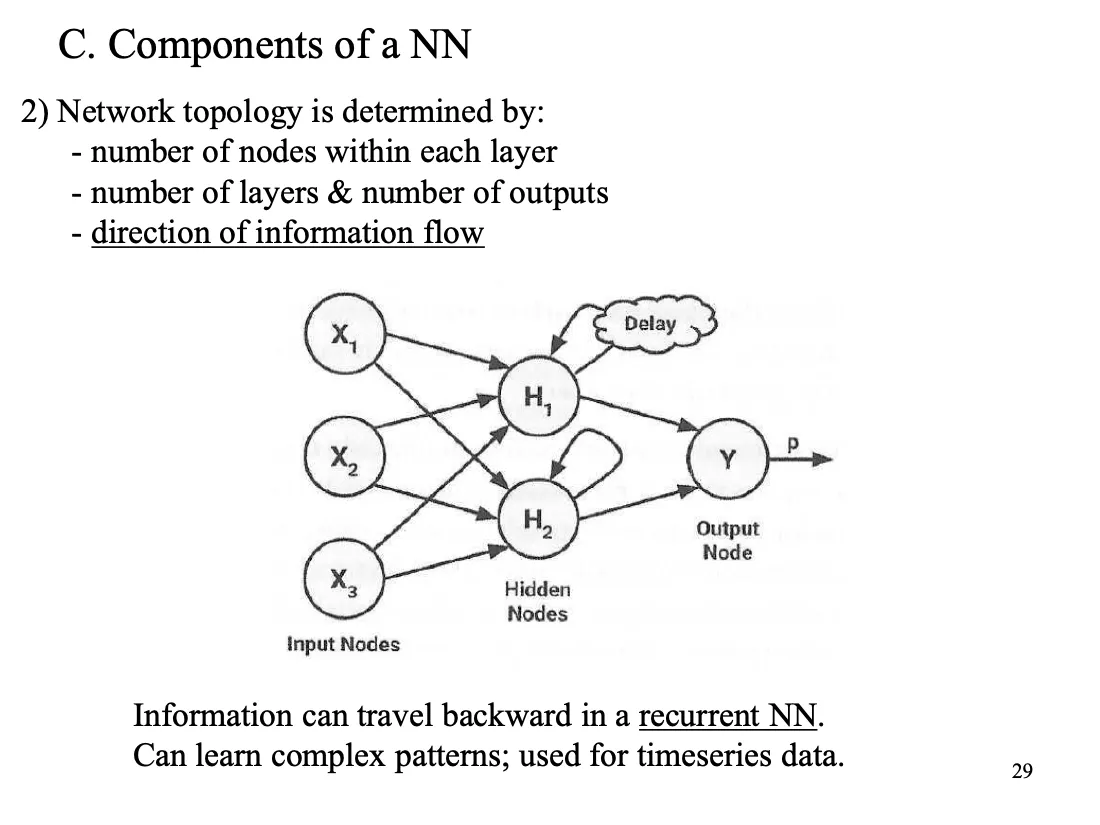 C. Components of a NN
2) Network topology is determined by:
- number of nodes within each layer
- number of layers & number of outputs
- direction of information flow
X1
Delay
H1
X2
Y
p
H2
Output
Node
X3
Hidden
Nodes
Input Nodes
Information can travel backward in a recurrent NN.
Can learn complex patterns; used for timeseries data.
29